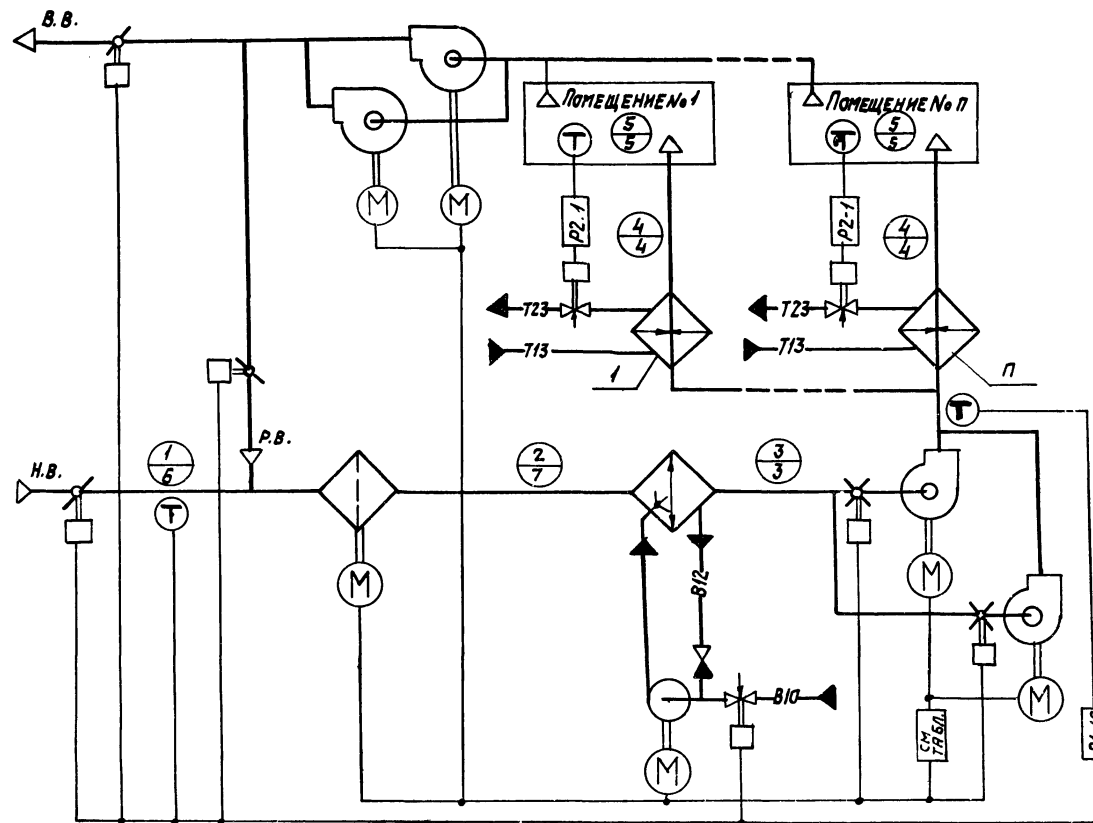 В.В.
ПОМЕЩЕНИЕ №1
ПОМЕЩЕНИЕ № П
Т
5
5
Т
5
5
М
М
Р2.1
4
4
Р2-1
4
4
Т23
Т23
Т13
Т13
1
П
Т
Р.В.
Н.В.
1
6
2
7
3
3
Т
М
В12
М
В10
М
М
СМ
ТАБЛ.